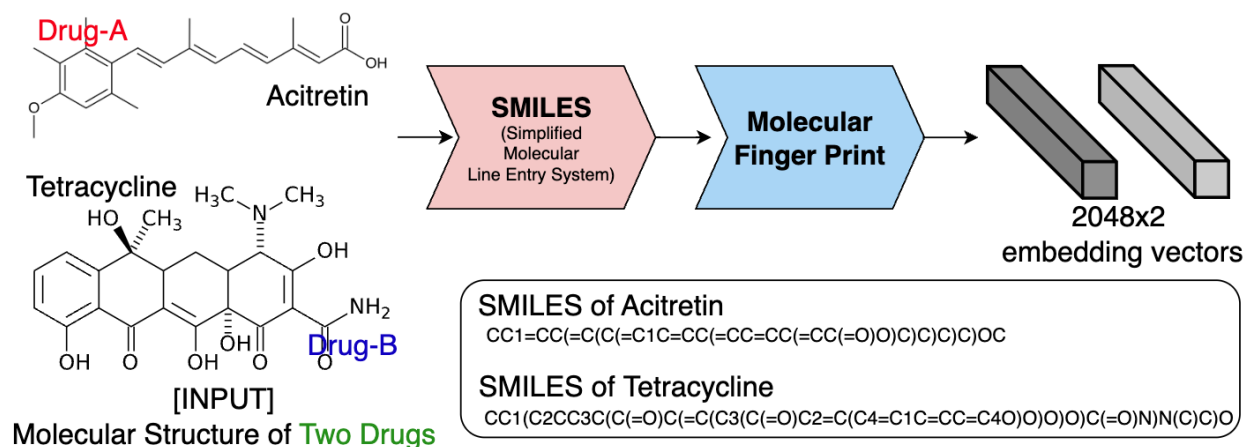 Drug-A
O
OH
O
Acitretin
Tetracycline
H₃C
CH₃
N
HO
CH₃
OH
NH₂
OH
OH
O
OH
O
O
Drug-B
[INPUT]
Molecular Structure of Two Drugs
SMILES
(Simplified
Molecular
Line Entry System)
Molecular
Finger Print
2048x2
embedding vectors
SMILES of Acitretin
CC1=CC(=C(C(=C1C=CC(=CC=CC(=CC(=O)O)C)C)C)C)OC
SMILES of Tetracycline
CC1(C2CC3C(C(=O)C(=C(C3(C(=O)C2=C(C4=C1C=CC=C4O)O)O)O)C(=O)N)N(C)C)O